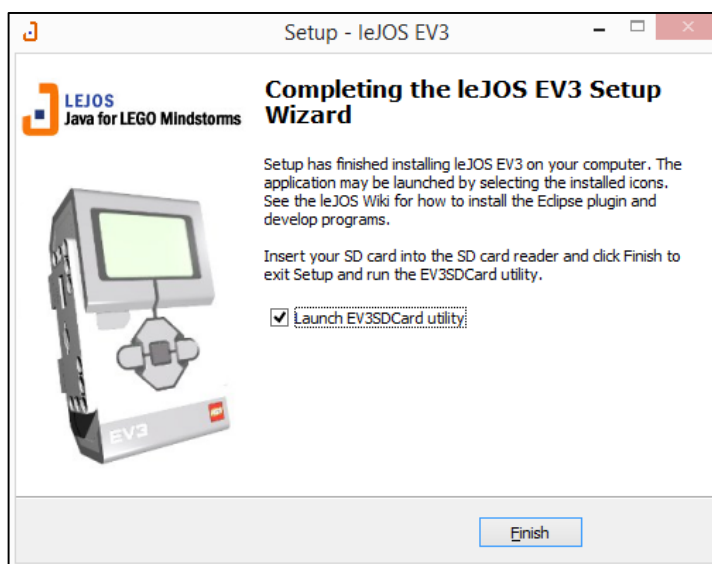 Setup - leJOS EV3
LEJOS
Java for LEGO Mindstorms
Completing the leJOS EV3 Setup
Wizard
Setup has finished installing leJOS EV3 on your computer. The
application may be launched by selecting the installed icons.
See the leJOS Wiki for how to install the Eclipse plugin and
develop programs.
Insert your SD card into the SD card reader and click Finish to
exit Setup and run the EV3SDCard utility.
Launch EV3SDCard utility
EV3
Finish